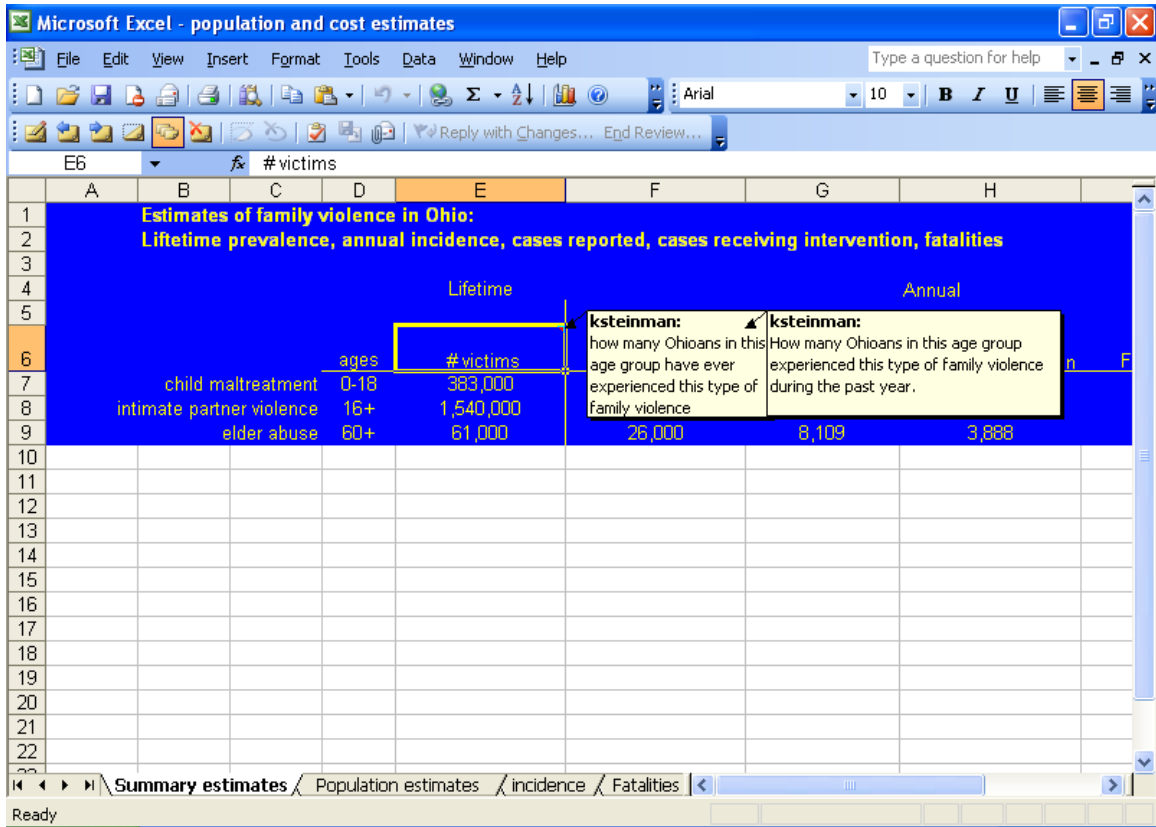 Microsoft Excel - population and cost estimates
File Edit View Insert Format Tools Data Window Help Type a question for help
Arial 10 B I U
Reply with Changes... End Review...
E6 fx # victims
A B C D E F G H
1 Estimates of family violence in Ohio:
2 Liftetime prevalence, annual incidence, cases reported, cases receiving intervention, fatalities
3
4 Lifetime Annual
5
ksteinman:
how many Ohioans in this
age group have ever
experienced this type of
family violence
ksteinman:
How many Ohioans in this age group
experienced this type of family violence
during the past year.
6 ages # victims n F
7 child maltreatment 0-18 383,000
8 intimate partner violence 16+ 1,540,000
9 elder abuse 60+ 61,000 26,000 8,109 3,888
10
11
12
13
14
15
16
17
18
19
20
21
22
Summary estimates Population estimates incidence Fatalities
Ready